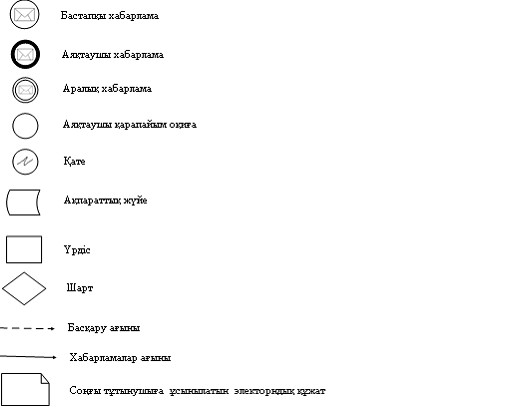 Бастапқы хабарлама
Аяқтаушы хабарлама
Аралық хабарлама
Аяқтаушы қарапайым оқиға
Қате
Ақпараттық жүйе
Үрдіс
Шарт
Басқару ағыны
Хабарламалар ағыны
Соңғы тұтынушыға ұсынылатын электорндық құжат